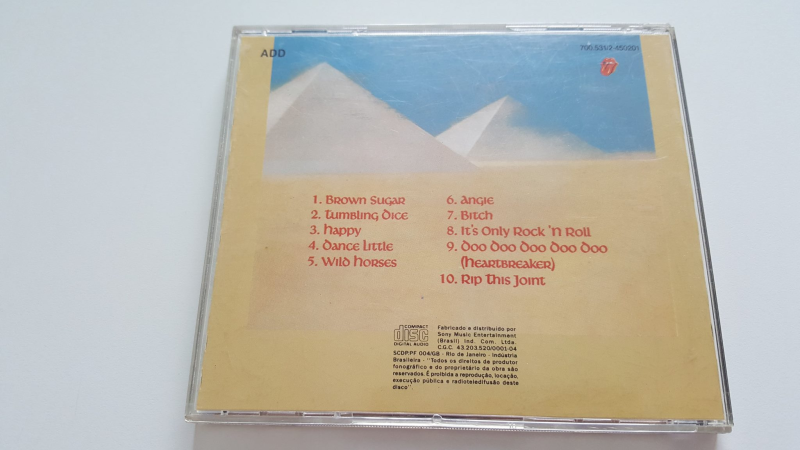 ADD
700.531/2-450201
1. Brown Sugar
2. Tumbling Dice
3. Happy
4. Dance Little
5. Wild Horses
6. Angie
7. Bitch
8. It's Only Rock 'N Roll
9. Doo Doo Doo Doo Doo
(Heartbreaker)
10. Rip This Joint
COMPACT
disc
DIGITAL AUDIO
Fabricado e distribuido por
Sony Music Entertainment
(Brasil) Ind. Com. Ltda.
C.G.C. 43.203.520/0001-04
SCDP.PF 004/GB - Rio de Janeiro - Indústria
Brasileira - "Todos os direitos de produtor
fonográfico e do proprietário da obra são
reservados. É proibida a reprodução, locação,
execução pública e radioteledifusão deste
disco".